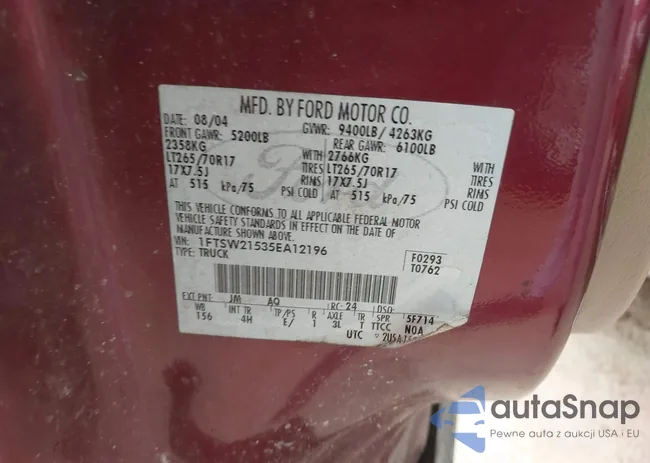 MFD. BY FORD MOTOR CO.
DATE: 08/04 GVWR: 9400LB/ 4263KG
FRONT GAWR: 5200LB REAR GAWR: 6100LB
2358KG WITH 2766KG WITH
LT265/70R17 TIRES LT265/70R17 TIRES
17X7.5J RIMS 17X7.5J RIMS
AT 515 kPa/75 PSI COLD AT 515 kPa/75 PSI COLD
THIS VEHICLE CONFORMS TO ALL APPLICABLE FEDERAL MOTOR
VEHICLE SAFETY STANDARDS IN EFFECT ON THE DATE OF
MANUFACTURE SHOWN ABOVE.
VIN: 1FTSW21535EA12196
TYPE: TRUCK
F0293
T0762
EXT PNT: JM AQ RC: 24 DSO:
WB INT TR TP/PS R AXLE TR SPR 5F714
156 4H E/ 1 3L T TTCC NOA
UTC
Ford
autaSnap
Pewne auta z aukcji USA i EU